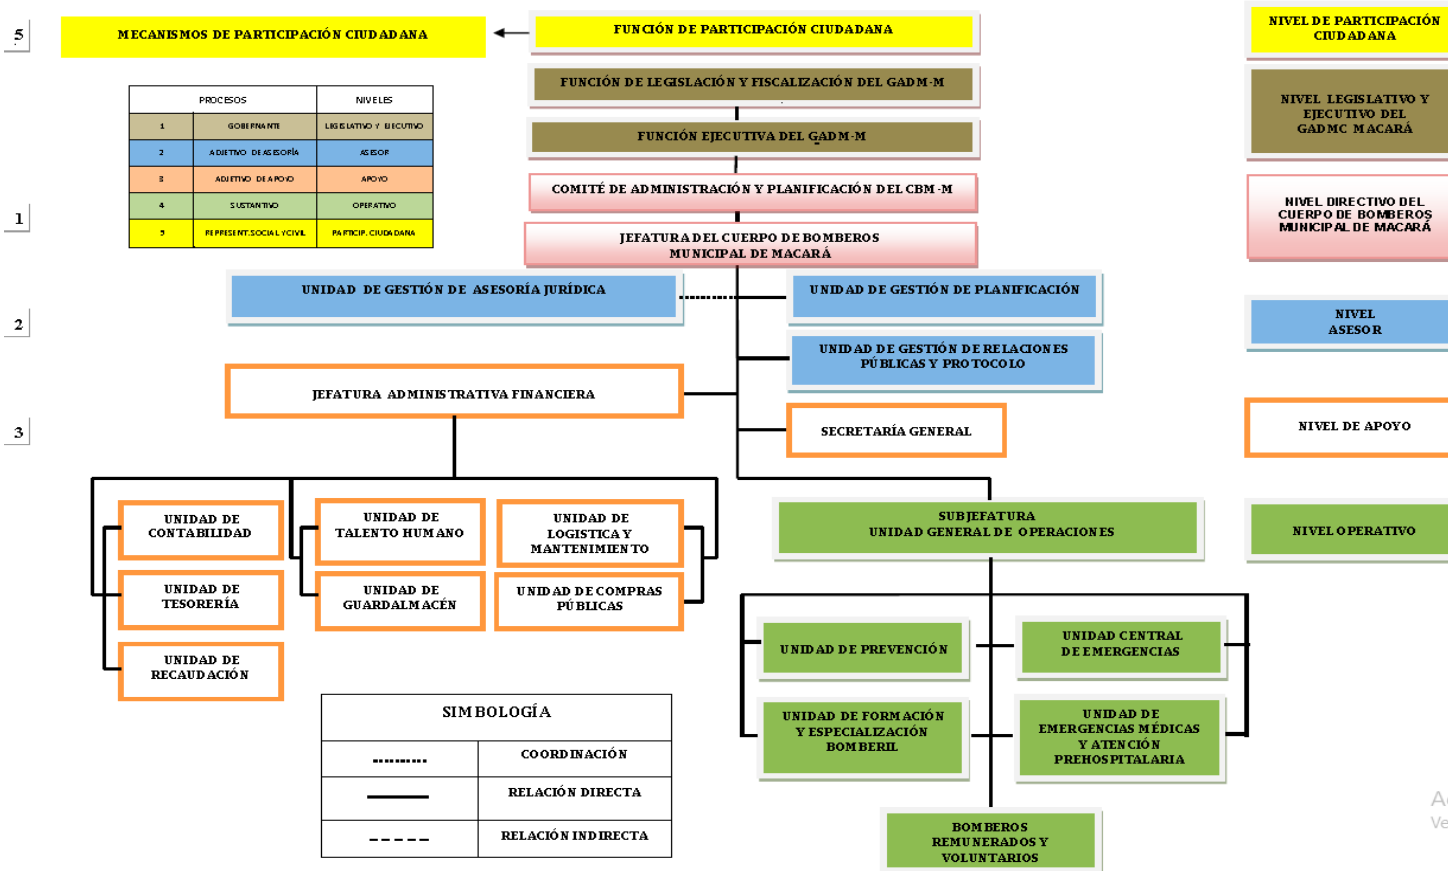 5
MECANISMOS DE PARTICIPACIÓN CIUDADANA
FUNCIÓN DE PARTICIPACIÓN CIUDADANA
NIVEL DE PARTICIPACIÓN
CIUDADANA
FUNCIÓN DE LEGISLACIÓN Y FISCALIZACIÓN DEL GADM-M
FUNCIÓN EJECUTIVA DEL GADM-M
NIVEL LEGISLATIVO Y
EJECUTIVO DEL
GADMC MACARÁ
PROCESOS NIVELES
1 GOBERNANTE LEGISLATIVO Y EJECUTIVO
2 ADJETIVO DE ASESORÍA ASESOR
3 ADJETIVO DE APOYO APOYO
4 SUSTANTIVO OPERATIVO
5 REPRESENT.SOCIAL Y CIVIL PARTICIP. CIUDADANA
1
COMITÉ DE ADMINISTRACIÓN Y PLANIFICACIÓN DEL CBM-M
JEFATURA DEL CUERPO DE BOMBEROS
MUNICIPAL DE MACARÁ
NIVEL DIRECTIVO DEL
CUERPO DE BOMBEROS
MUNICIPAL DE MACARÁ
2
UNIDAD DE GESTIÓN DE ASESORÍA JURÍDICA
UNIDAD DE GESTIÓN DE PLANIFICACIÓN
UNIDAD DE GESTIÓN DE RELACIONES
PÚBLICAS Y PROTOCOLO
NIVEL
ASESOR
3
JEFATURA ADMINISTRATIVA FINANCIERA
SECRETARÍA GENERAL
NIVEL DE APOYO
UNIDAD DE
CONTABILIDAD
UNIDAD DE
TALENTO HUMANO
UNIDAD DE
LOGISTICA Y
MANTENIMIENTO
UNIDAD DE
TESORERÍA
UNIDAD DE
GUARDALMACÉN
UNIDAD DE COMPRAS
PÚBLICAS
UNIDAD DE
RECAUDACIÓN
SUBJEFATURA
UNIDAD GENERAL DE OPERACIONES
NIVEL OPERATIVO
UNIDAD DE PREVENCIÓN
UNIDAD CENTRAL
DE EMERGENCIAS
UNIDAD DE FORMACIÓN
Y ESPECIALIZACIÓN
BOMBERIL
UNIDAD DE
EMERGENCIAS MÉDICAS
Y ATENCIÓN
PREHOSPITALARIA
BOMBEROS
REMUNERADOS Y
VOLUNTARIOS
SIMBOLOGÍA
COORDINACIÓN
RELACIÓN DIRECTA
RELACIÓN INDIRECTA